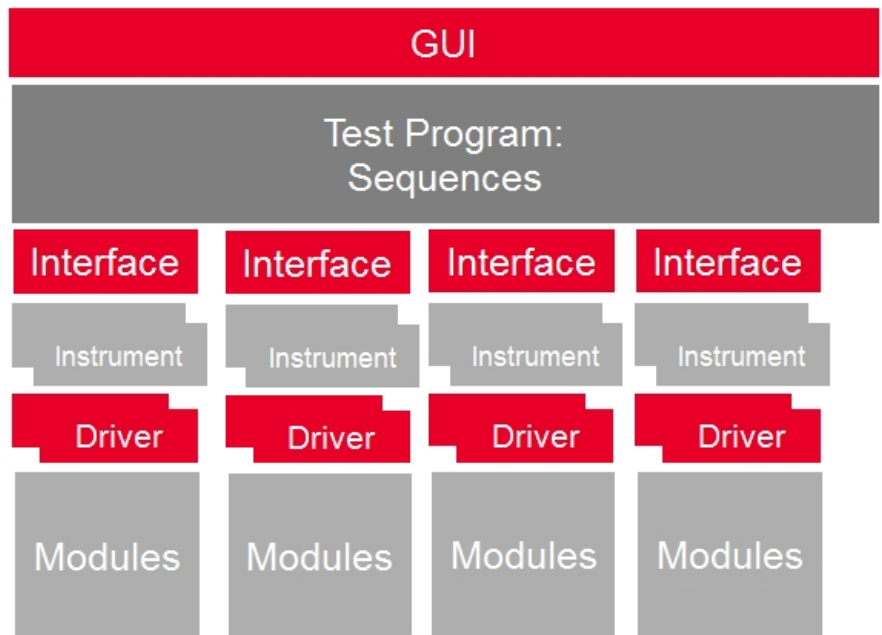 GUI
Test Program:
Sequences
Interface Interface Interface Interface
Instrument Instrument Instrument Instrument
Driver Driver Driver Driver
Modules Modules Modules Modules